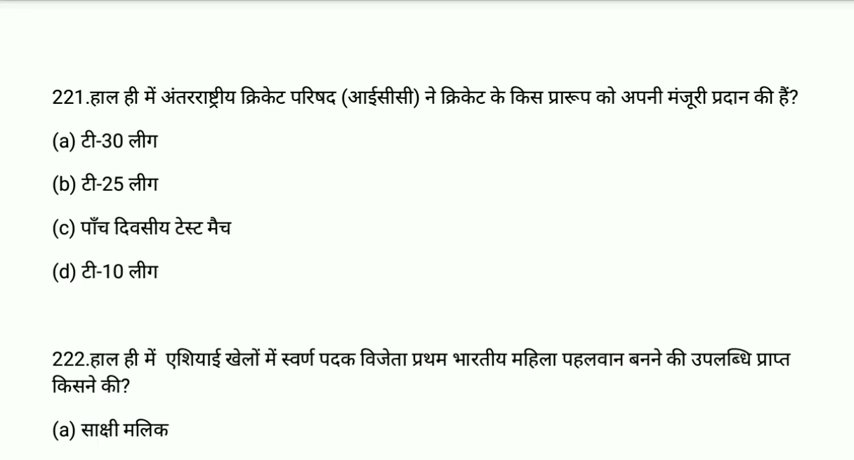 221.हाल ही में अंतरराष्ट्रीय क्रिकेट परिषद (आईसीसी) ने क्रिकेट के किस प्रारूप को अपनी मंजूरी प्रदान की हैं?
(a) टी-30 लीग
(b) टी-25 लीग
(c) पाँच दिवसीय टेस्ट मैच
(d) टी-10 लीग
222.हाल ही में एशियाई खेलों में स्वर्ण पदक विजेता प्रथम भारतीय महिला पहलवान बनने की उपलब्धि प्राप्त
किसने की?
(a) साक्षी मलिक